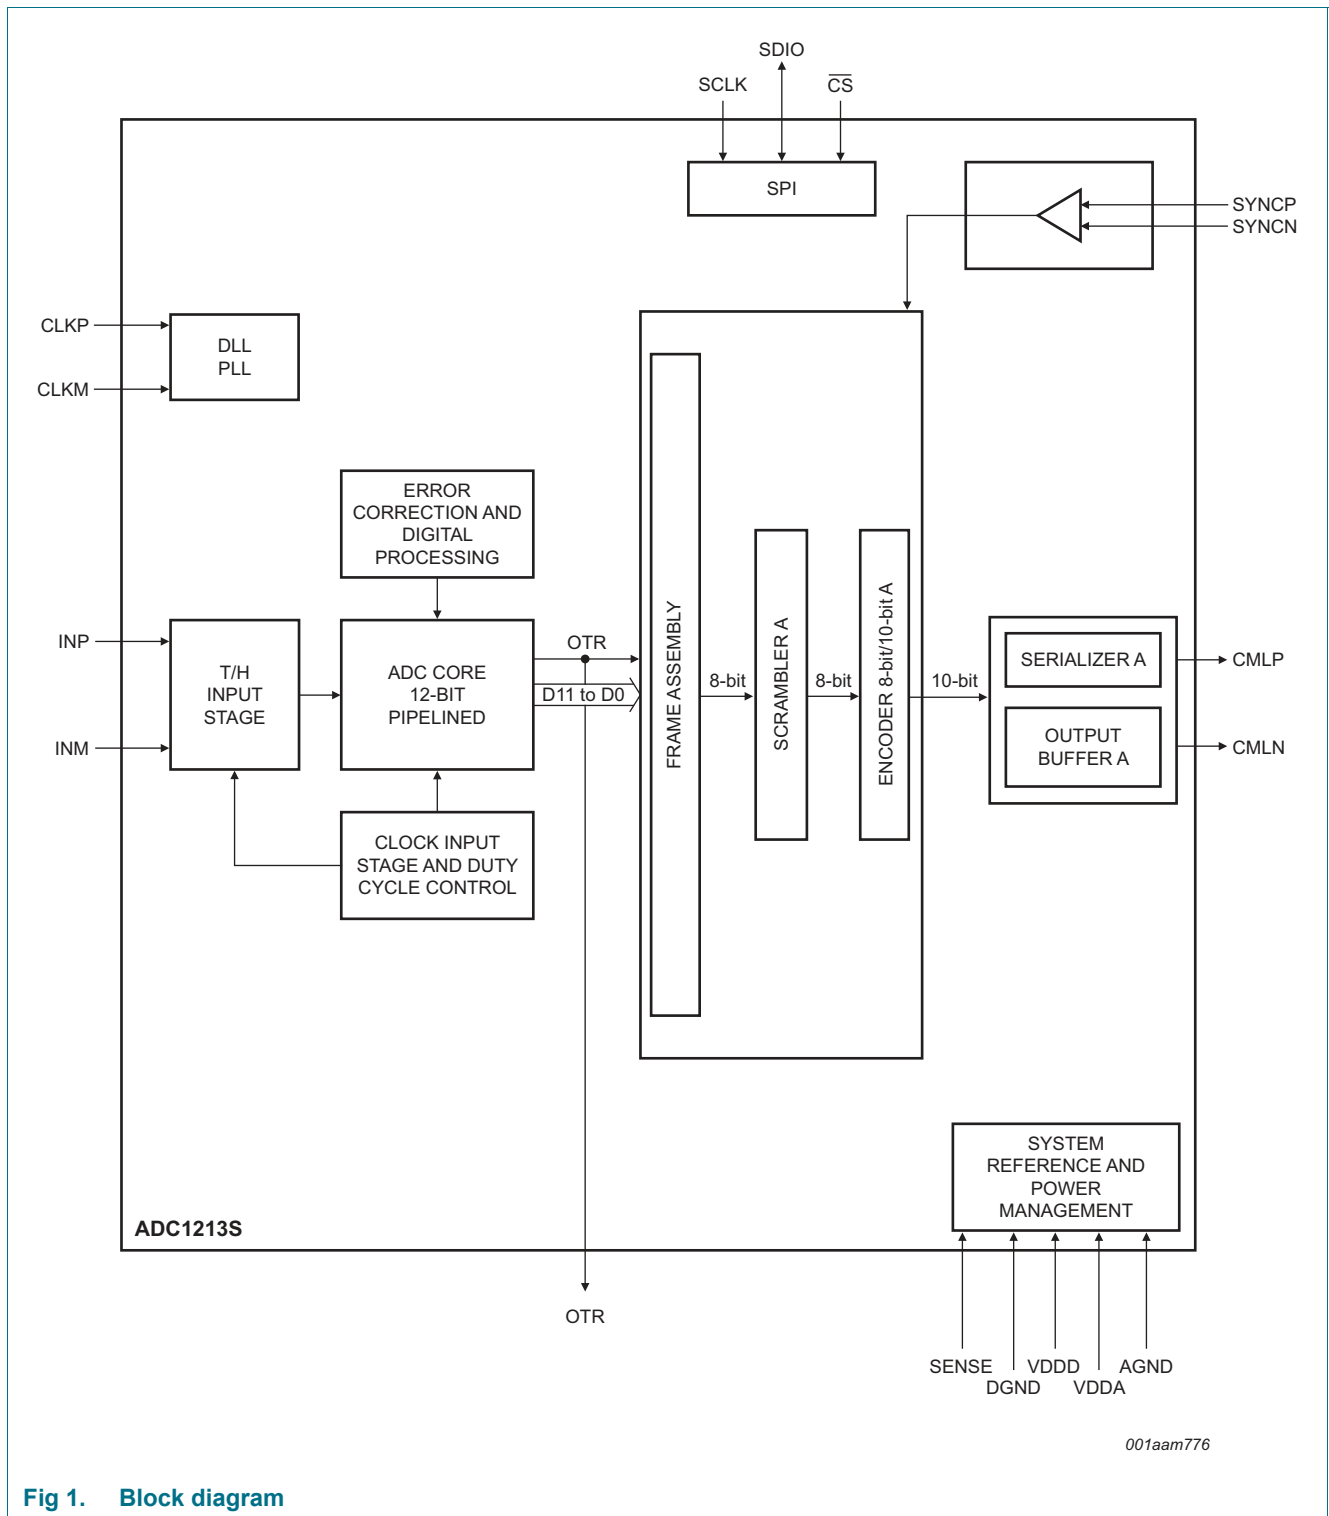 SDIO
SCLK
CS
SPI
SYNCP
SYNCN
CLKP
DLL
PLL
CLKM
ERROR
CORRECTION AND
DIGITAL
PROCESSING
INP
T/H
INPUT
STAGE
INM
ADC CORE
12-BIT
PIPELINED
OTR
D11 to D0
FRAME ASSEMBLY
8-bit
SCRAMBLER A
8-bit
ENCODER 8-bit/10-bit A
10-bit
SERIALIZER A
OUTPUT
BUFFER A
CMLP
CMLN
CLOCK INPUT
STAGE AND DUTY
CYCLE CONTROL
SYSTEM
REFERENCE AND
POWER
MANAGEMENT
ADC1213S
OTR
SENSE
DGND
VDDD
VDDA
AGND
001aam776
Fig 1. Block diagram